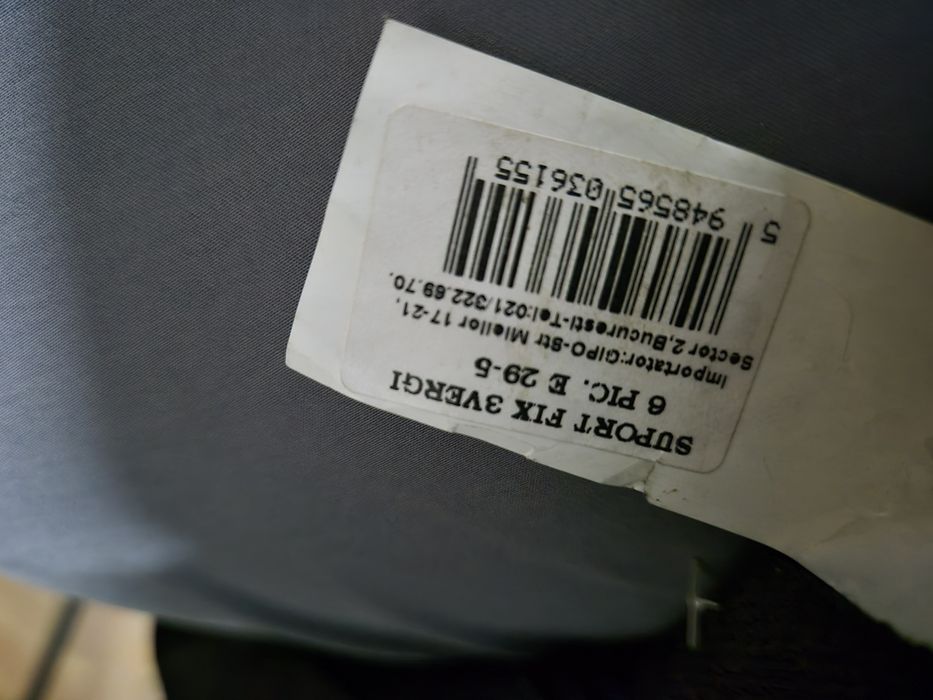 SUPORT FIX 3VERGI
6 PIC. E 29-5
Importator:GIPO-Str Mieilor 17-21,
Sector 2,Bucuresti-Tel:021/322.69.70.
5 948565 036155